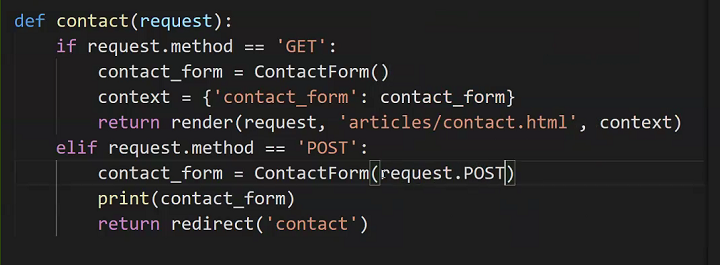 def contact(request):
    if request.method == 'GET':
        contact_form = ContactForm()
        context = {'contact_form': contact_form}
        return render(request, 'articles/contact.html', context)
    elif request.method == 'POST':
        contact_form = ContactForm(request.POST)
        print(contact_form)
        return redirect('contact')